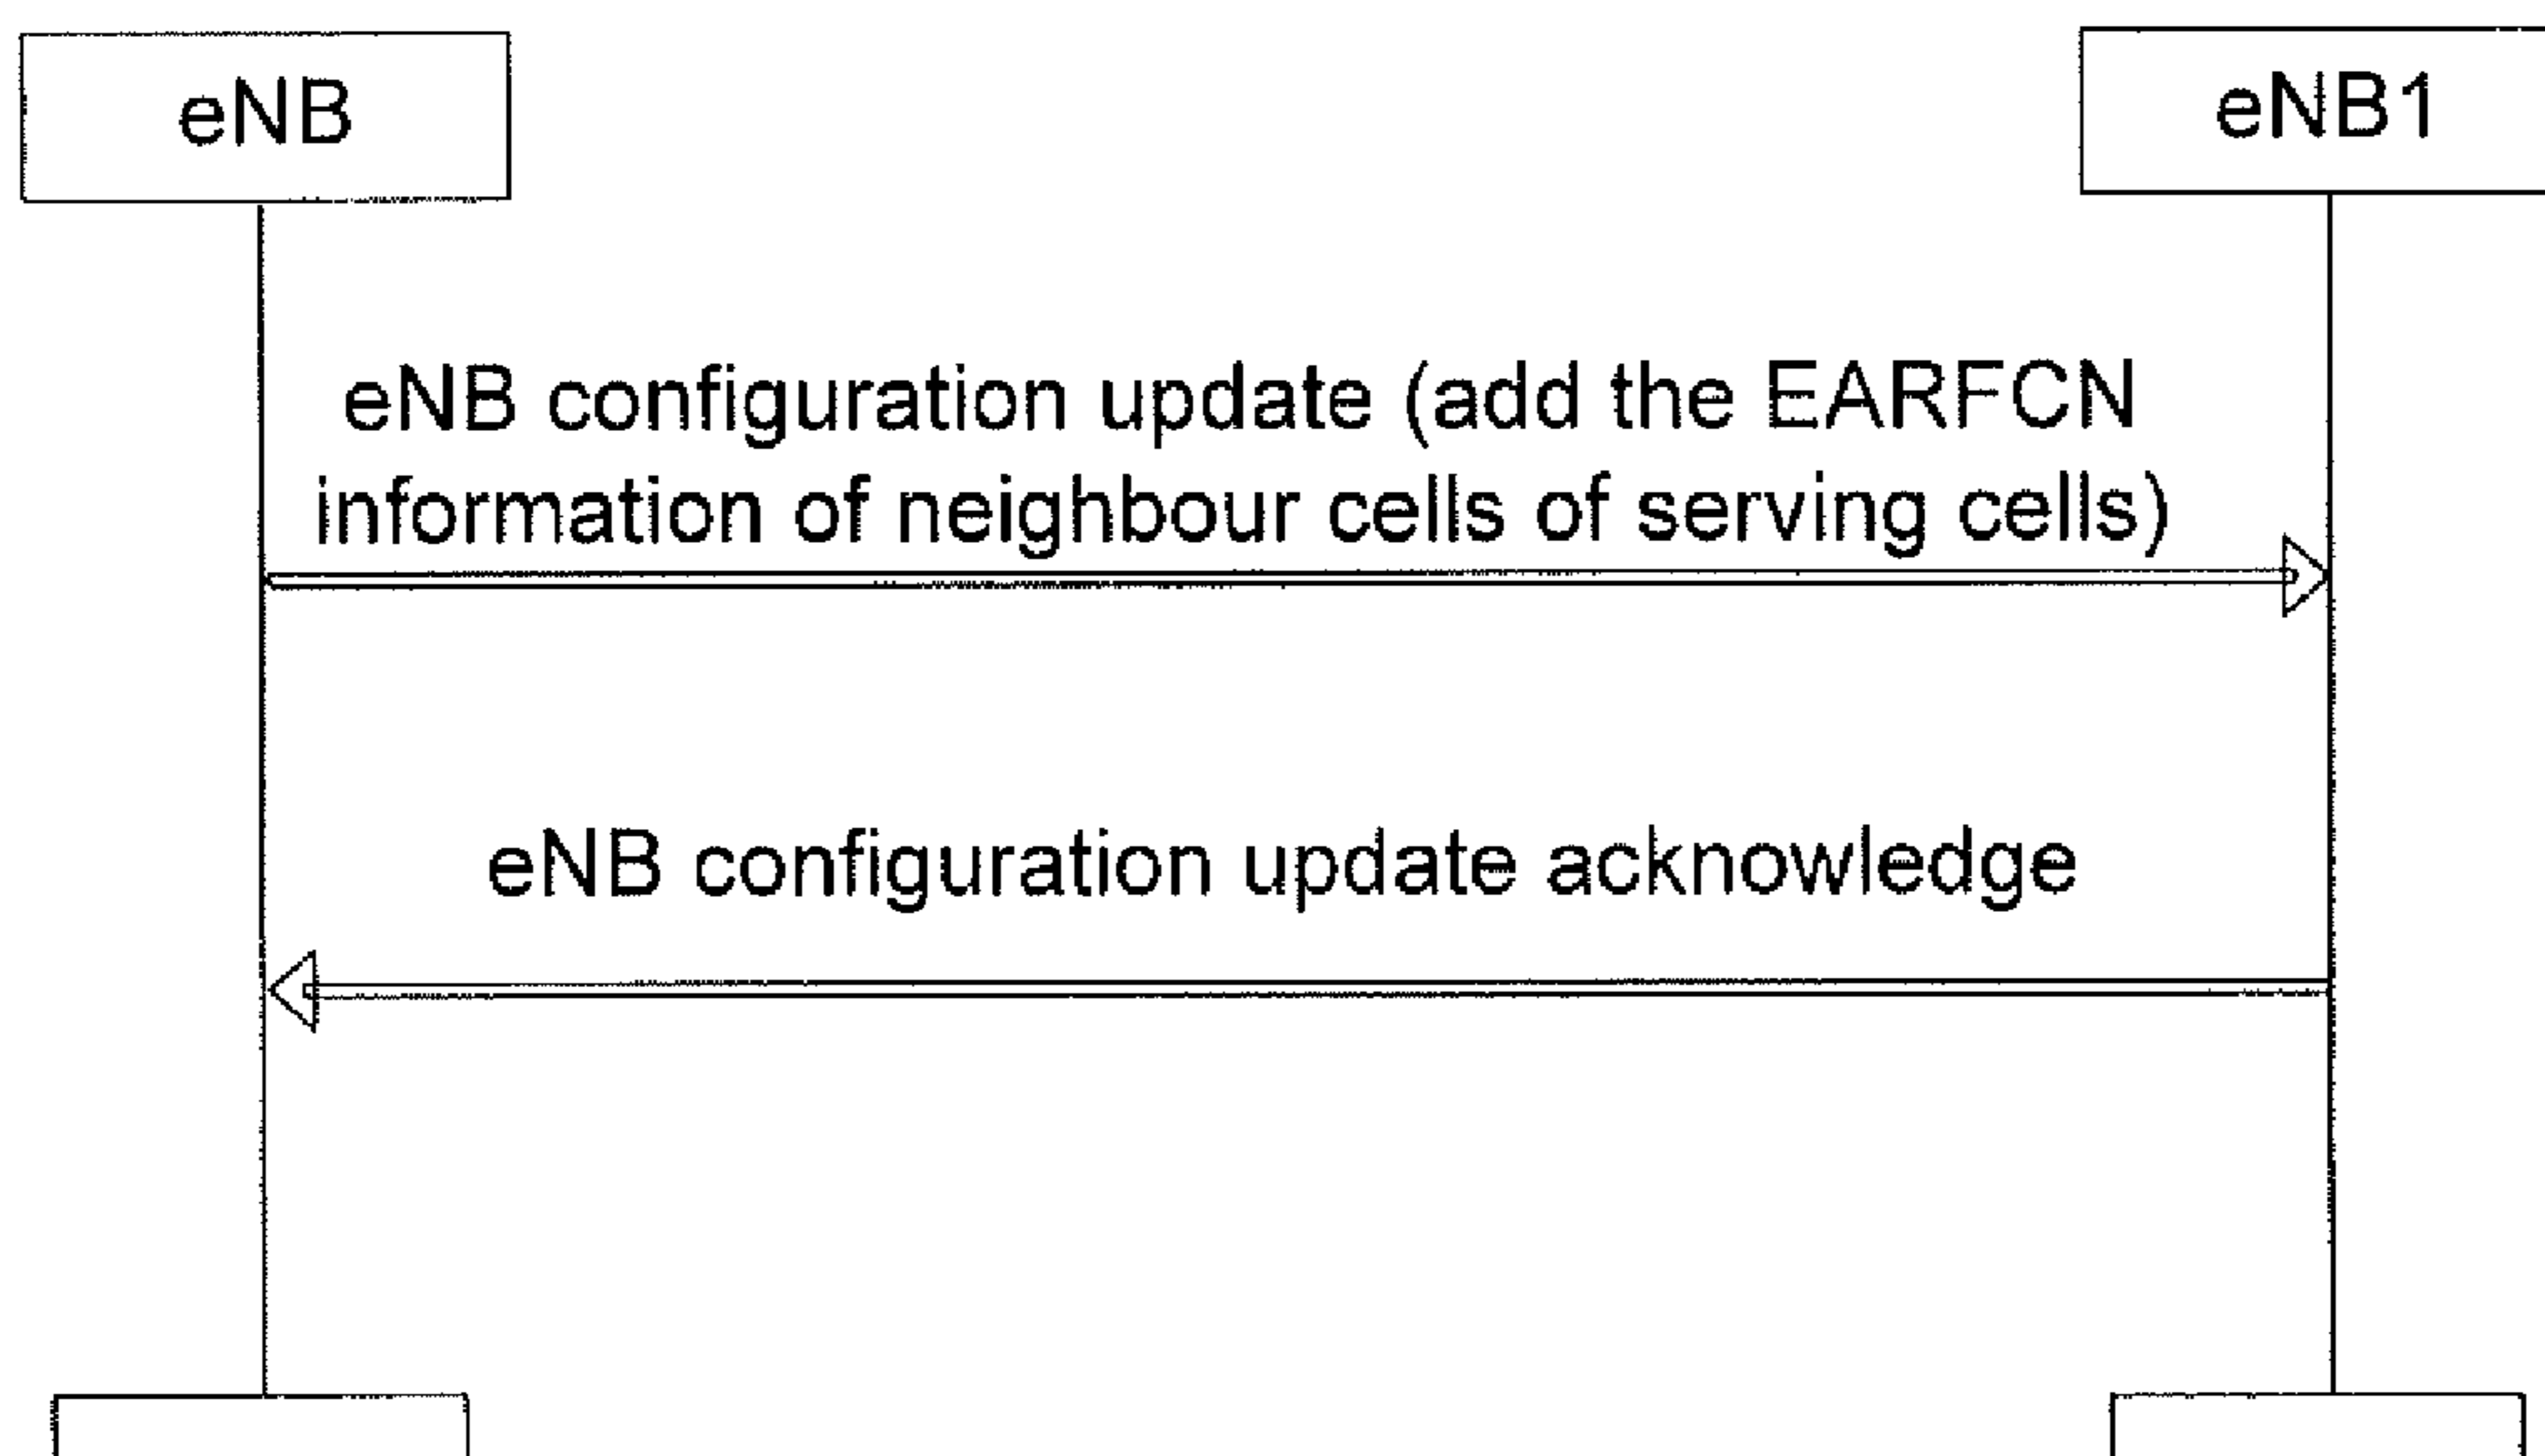 eNB
eNB1
eNB configuration update (add the EARFCN
information of neighbour cells of serving cells)
eNB configuration update acknowledge